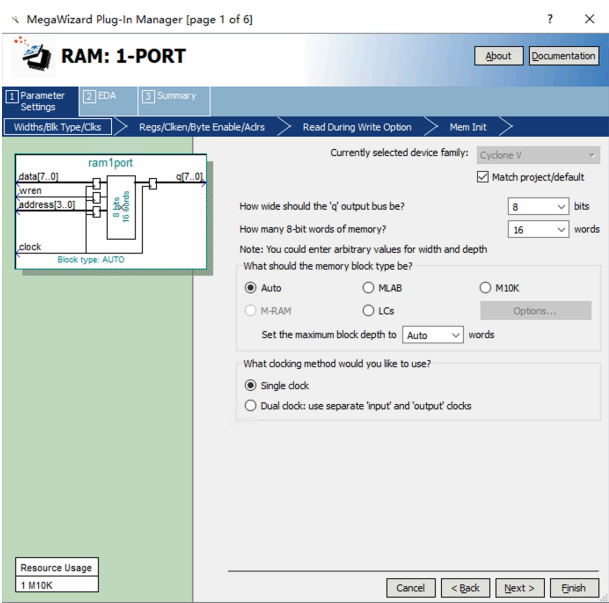 MegaWizard Plug-In Manager [page 1 of 6]
? ×
RAM: 1-PORT
About
Documentation
1 Parameter Settings
2 EDA
3 Summary
Widths/Blk Type/Clks
Regs/Clken/Byte Enable/Adrs
Read During Write Option
Mem Init
ram1port
data[7..0]
q[7..0]
wren
address[3..0]
8 bits
16 words
clock
Block type: AUTO
Currently selected device family:
Cyclone V
Match project/default
How wide should the 'q' output bus be?
8
bits
How many 8-bit words of memory?
16
words
Note: You could enter arbitrary values for width and depth
What should the memory block type be?
Auto
MLAB
M10K
M-RAM
LCs
Options...
Set the maximum block depth to
Auto
words
What clocking method would you like to use?
Single clock
Dual clock: use separate 'input' and 'output' clocks
Resource Usage
1 M10K
Cancel
< Back
Next >
Finish